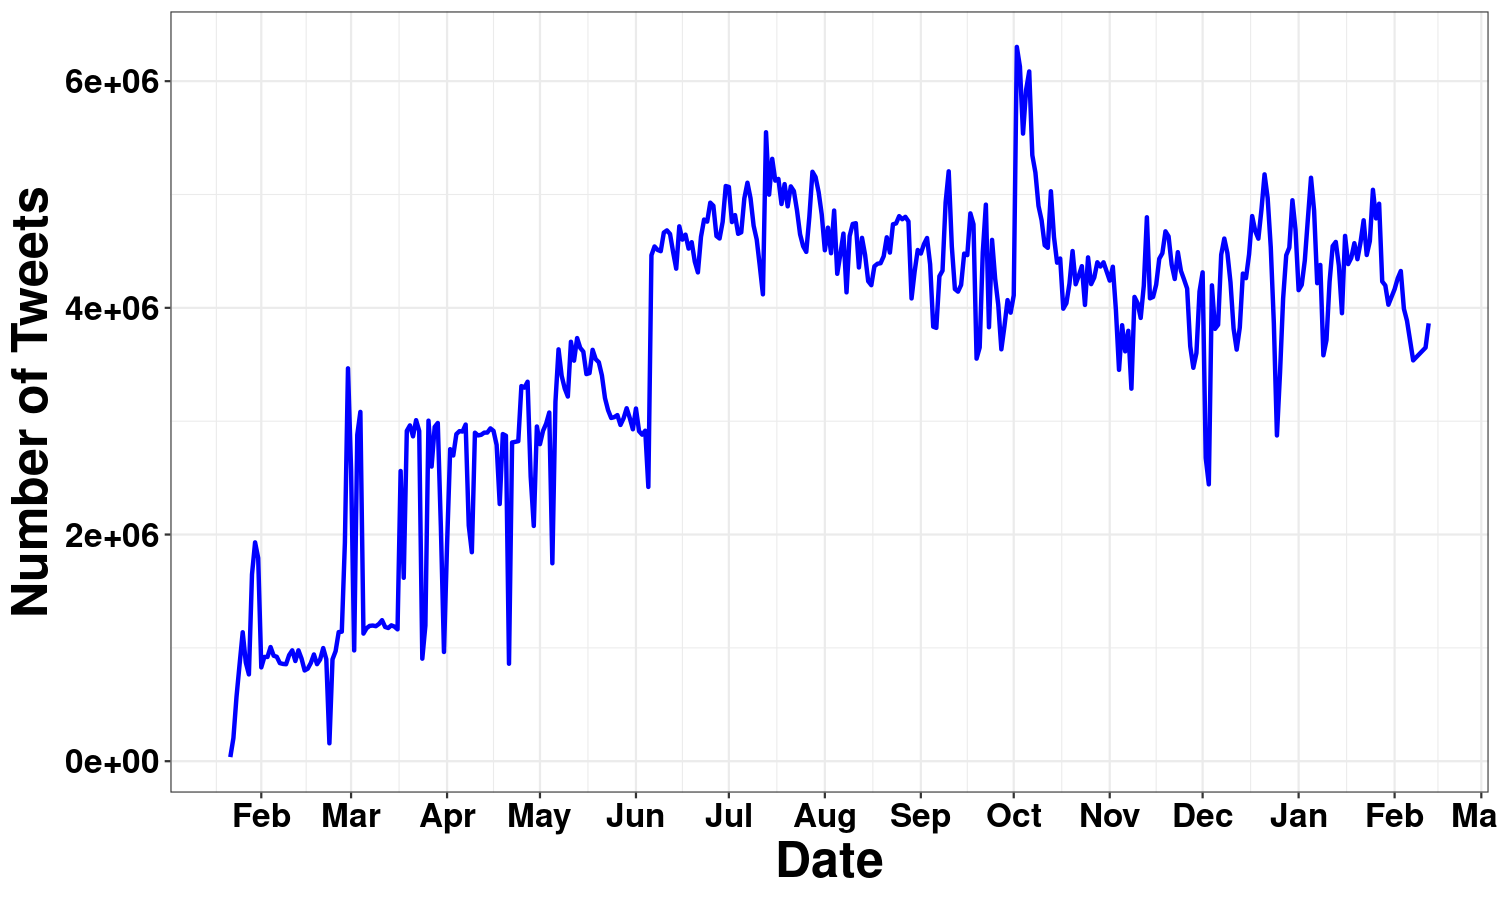 Number of Tweets
6e+06
4e+06
2e+06
0e+00
Feb Mar Apr May Jun Jul Aug Sep Oct Nov Dec Jan Feb Ma
Date